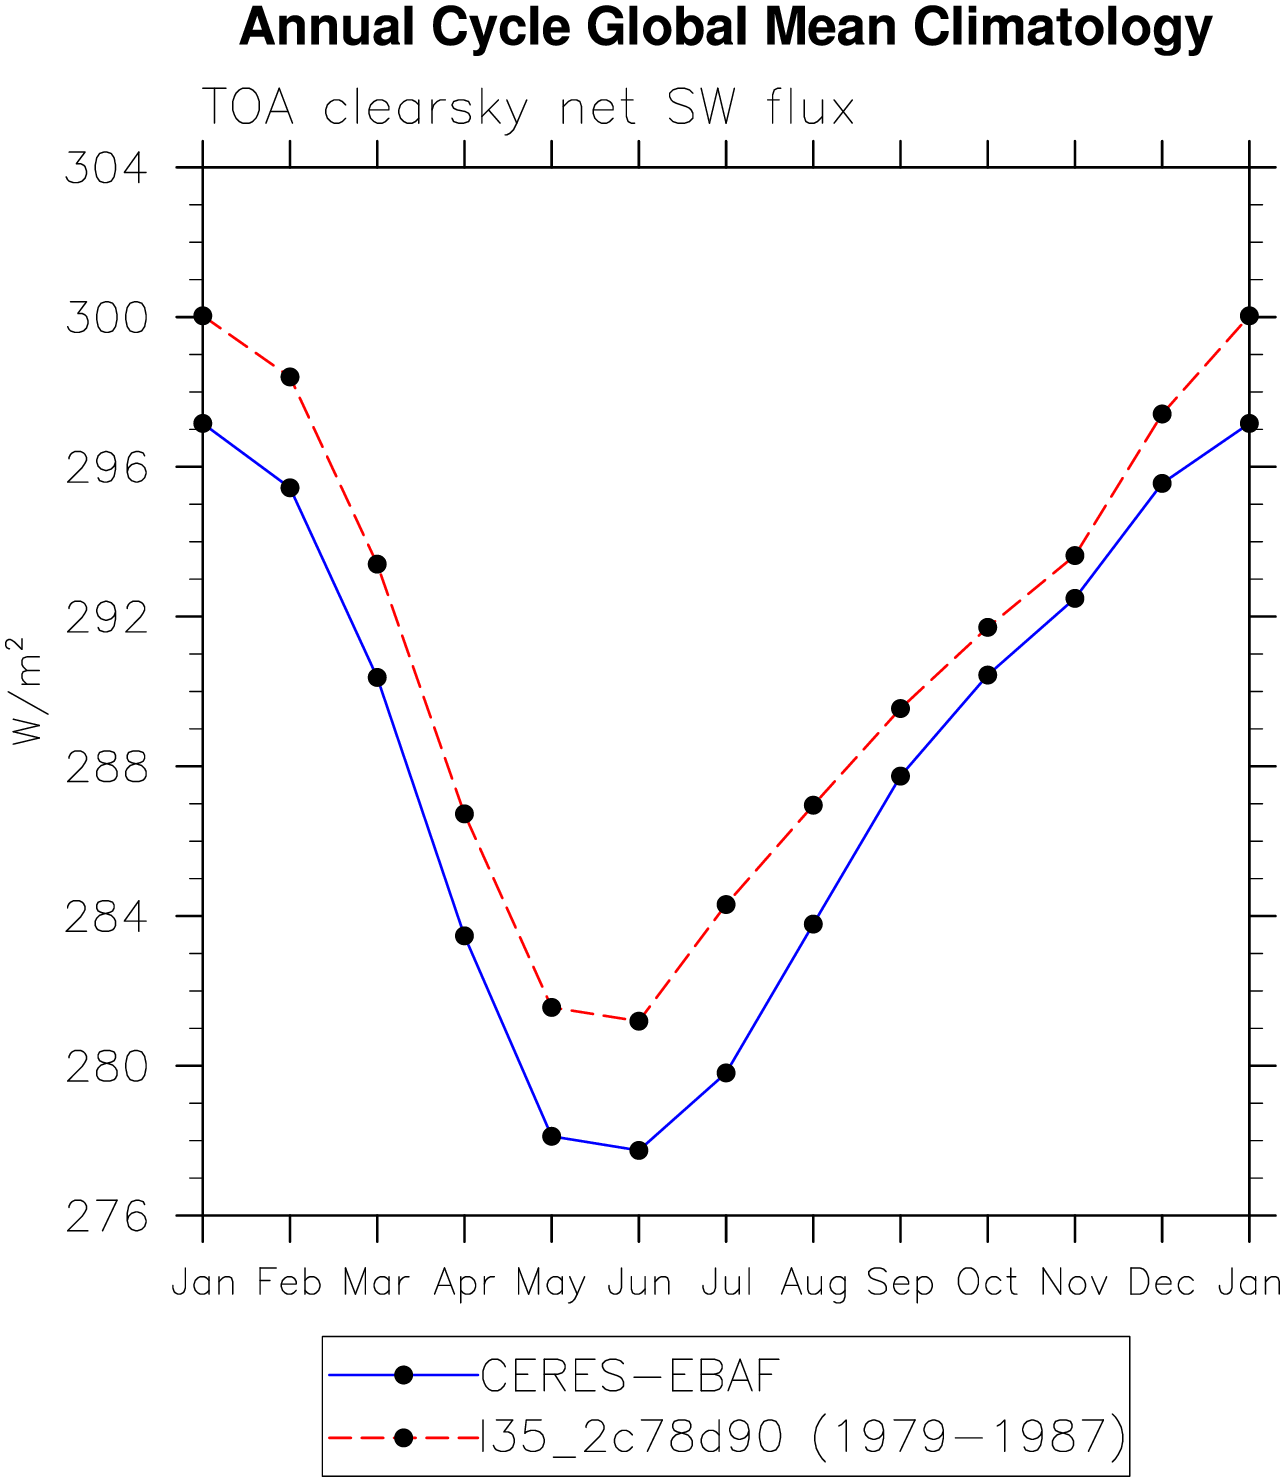 Annual Cycle Global Mean Climatology
TOA clearsky net SW flux
304
300
296
292
288
284
280
276
W/m²
Jan Feb Mar Apr May Jun Jul Aug Sep Oct Nov Dec Jan
CERES-EBAF
I35_2c78d90 (1979-1987)